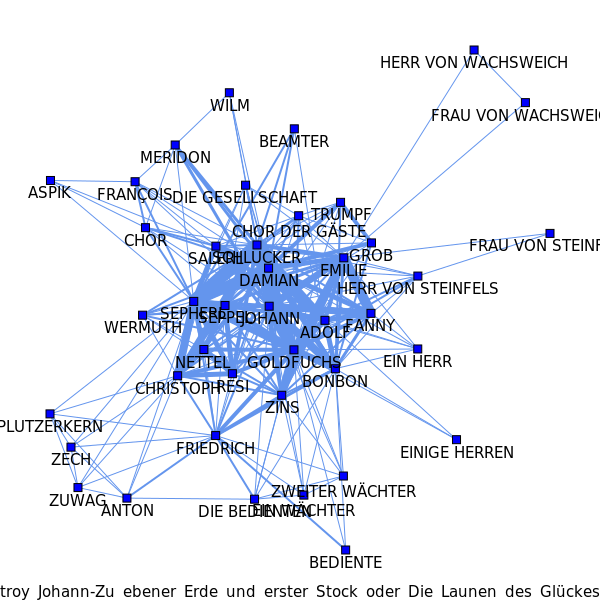 HERR VON WACHSWEICH
WILM
FRAU VON WACHSWEIC
BEAMTER
MERIDON
ASPIK
FRANÇOIS
DIE GESELLSCHAFT
TRUMPF
CHOR DER GÄSTE
CHOR
FRAU VON STEINF
GROB
SCHLUCKER
EMILIE
DAMIAN
HERR VON STEINFELS
SEPHERL
SEPPEL
JOHANN
WERMUTH
FANNY
ADOLF
NETTEL
GOLDFUCHS
EIN HERR
BONBON
CHRISTOPH
RESI
ZINS
PLUTZERKERN
FRIEDRICH
EINIGE HERREN
ZECH
ZWEITER WÄCHTER
ZUWAG
ANTON
DIE BEDIENTEN
EIN WÄCHTER
BEDIENTE
troy Johann-Zu ebener Erde und erster Stock oder Die Launen des Glückes